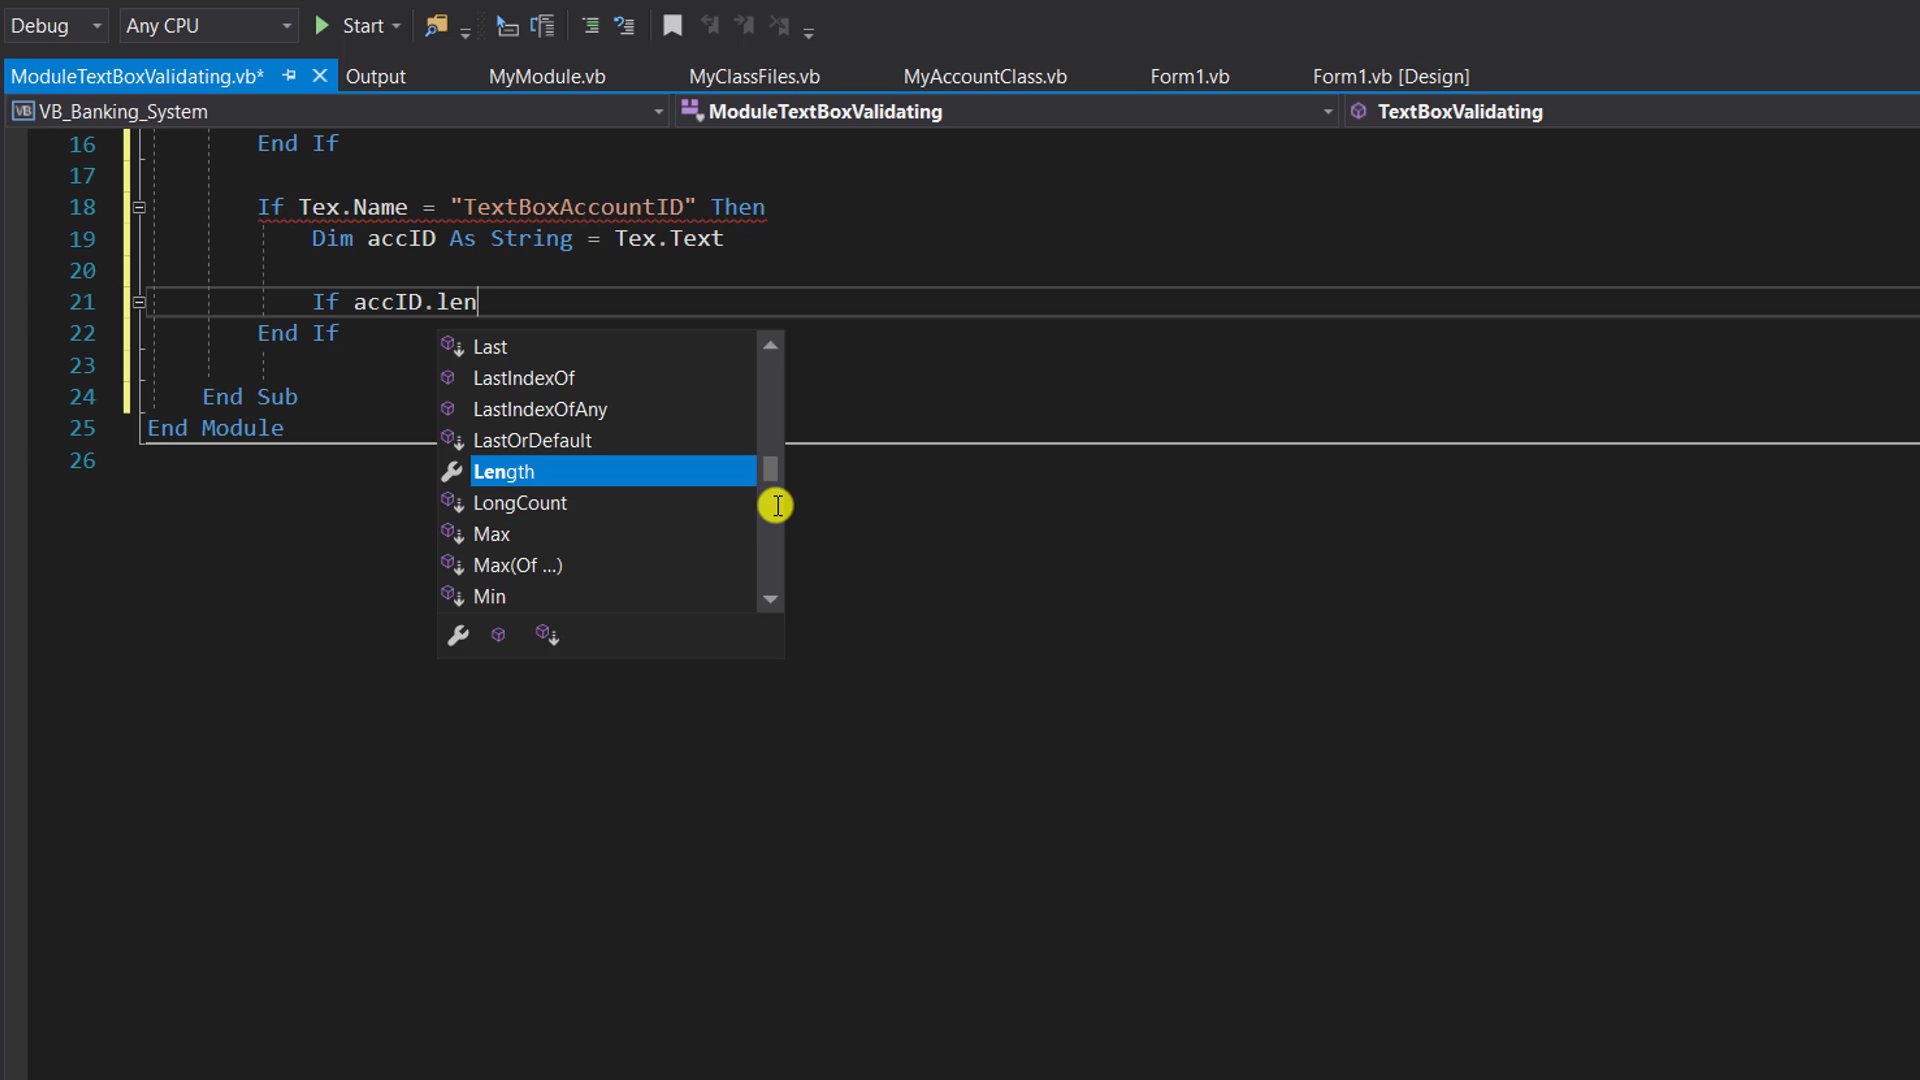 Debug Any CPU Start
ModuleTextBoxValidating.vb* Output MyModule.vb MyClassFiles.vb MyAccountClass.vb Form1.vb Form1.vb [Design]
VB VB_Banking_System ModuleTextBoxValidating TextBoxValidating
16 End If
17
18 If Tex.Name = "TextBoxAccountID" Then
19 Dim accID As String = Tex.Text
20
21 If accID.len
22 End If
23
24 End Sub
25 End Module
26
Last
LastIndexOf
LastIndexOfAny
LastOrDefault
Length
LongCount
Max
Max(Of ...)
Min